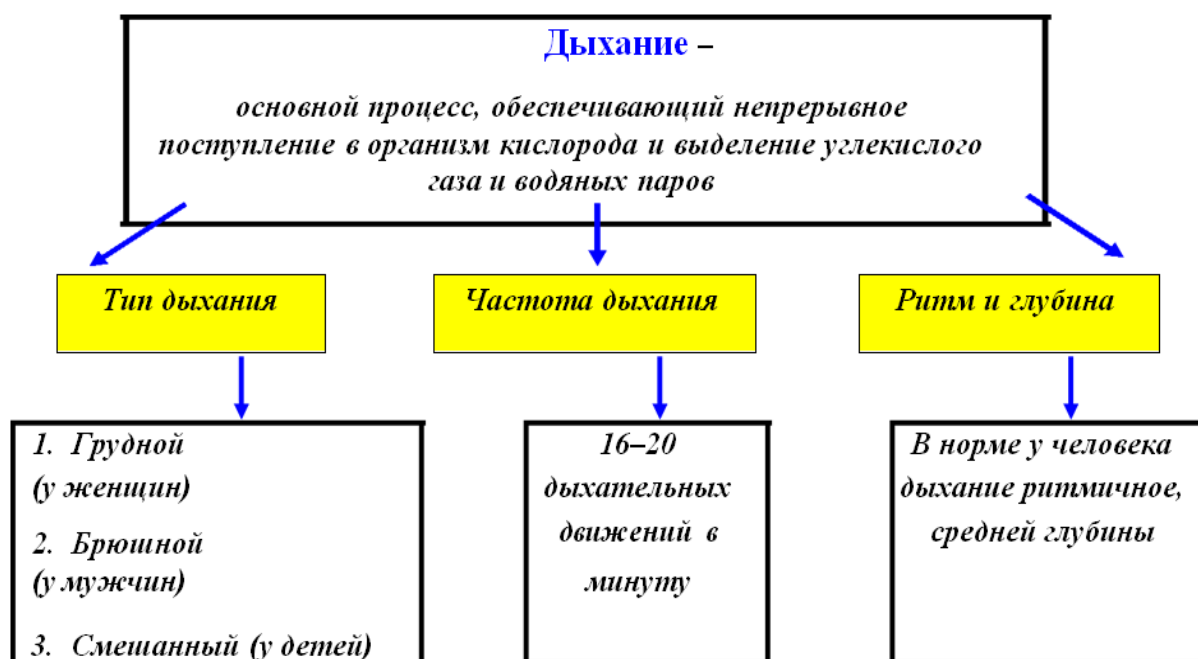 Дыхание –
основной процесс, обеспечивающий непрерывное
поступление в организм кислорода и выделение углекислого
газа и водяных паров
Тип дыхания
Частота дыхания
Ритм и глубина
1. Грудной
(у женщин)
2. Брюшной
(у мужчин)
3. Смешанный (у детей)
16–20
дыхательных
движений в
минуту
В норме у человека
дыхание ритмичное,
средней глубины